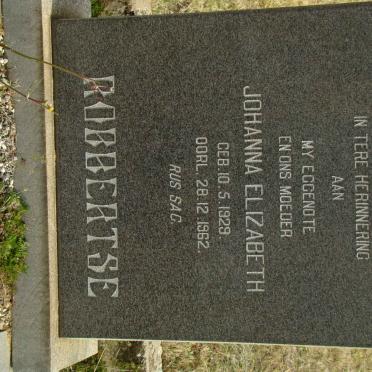 IN TERE HERINNERING
AAN
MY EGGENOTE
EN ONS MOEDER
JOHANNA ELIZABETH
GEB. 10. 5. 1929.
OORL. 28. 12. 1982.
RUS SAG.
ROBBERTSE